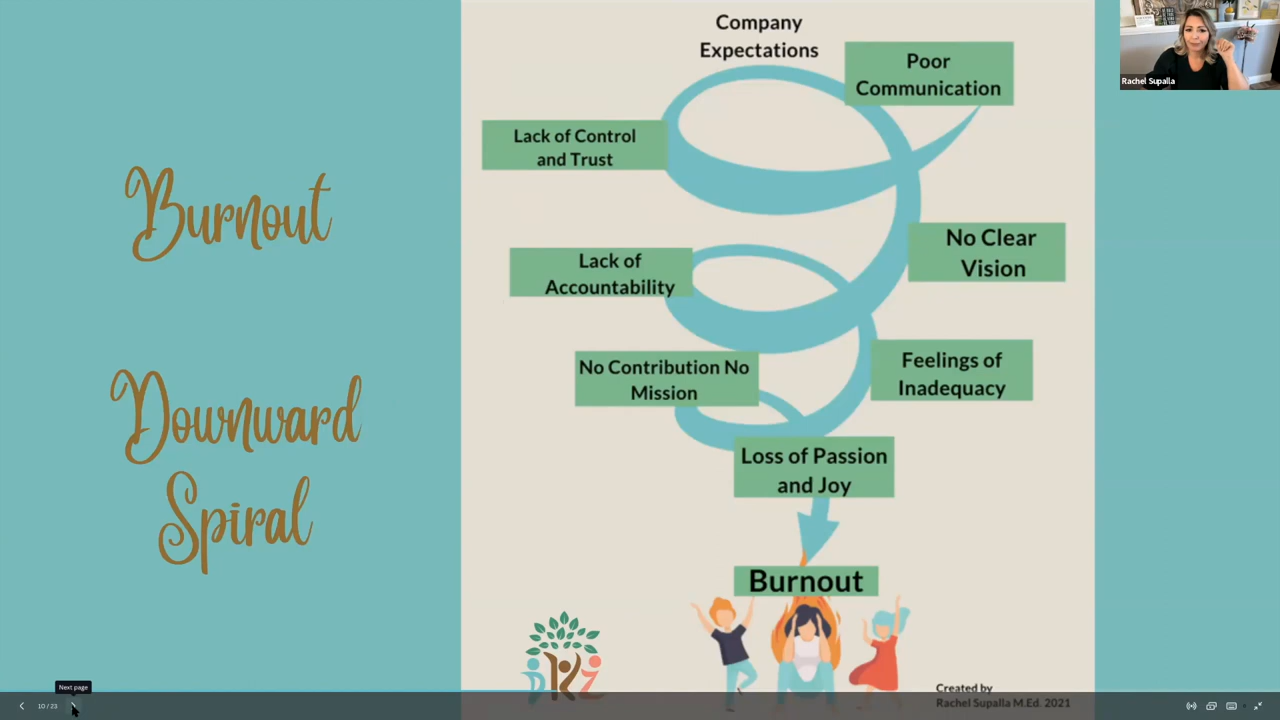 Burnout
Downward
Spiral
Company
Expectations
Poor
Communication
Lack of Control
and Trust
No Clear
Vision
Lack of
Accountability
Feelings of
Inadequacy
No Contribution No
Mission
Loss of Passion
and Joy
Burnout
Created by
Rachel Supalla M.Ed. 2021
Rachel Supalla
Next page
10 / 23